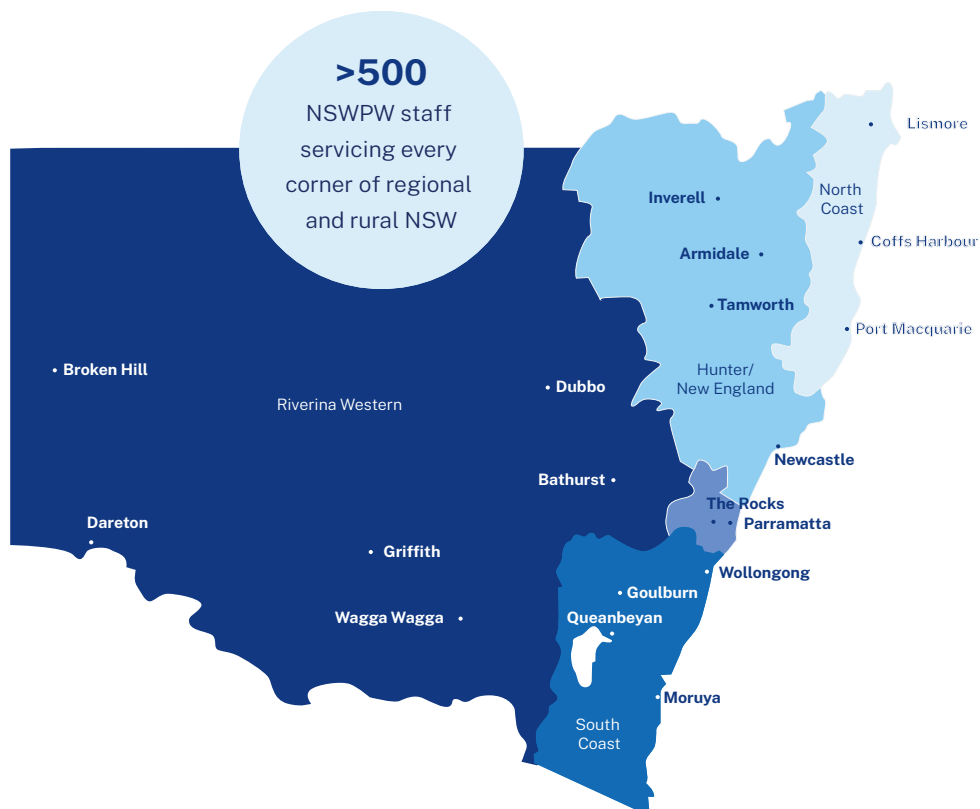 >500
NSWPW staff
servicing every
corner of regional
and rural NSW
Lismore
North
Coast
Inverell
Coffs Harbour
Armidale
Tamworth
Port Macquarie
Broken Hill
Hunter/
New England
Dubbo
Riverina Western
Newcastle
Bathurst
The Rocks
Dareton
Parramatta
Griffith
Wollongong
Goulburn
Wagga Wagga
Queanbeyan
Moruya
South
Coast